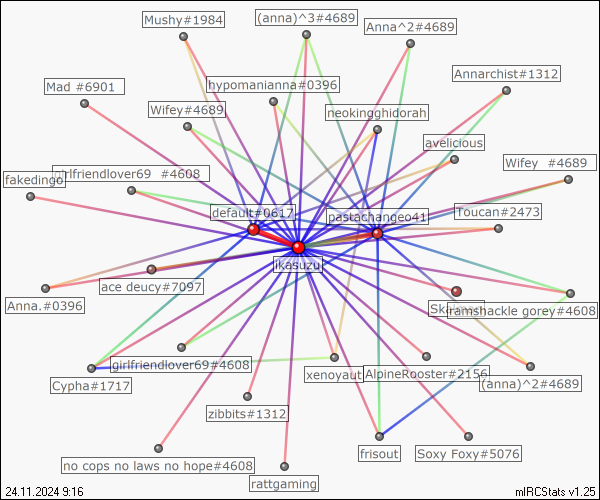 Mushy#1984
(anna)^3#4689
Anna^2#4689
Annarchist#1312
Mad #6901
hypomanianna#0396
Wifey#4689
neokingghidorah
avelicious
Wifey #4689
fakedingo
girlfriendlover69 #4608
default#0617
pastachangeo41
Toucan#2473
ikasuzu
ace deucy#7097
Anna.#0396
ramshackle gorey#4608
girlfriendlover69#4608
Cypha#1717
xenoyaut
AlpineRooster#2156
(anna)^2#4689
zibbits#1312
frisout
Soxy Foxy#5076
no cops no laws no hope#4608
rattgaming
24.11.2024 9:16
mIRCStats v1.25